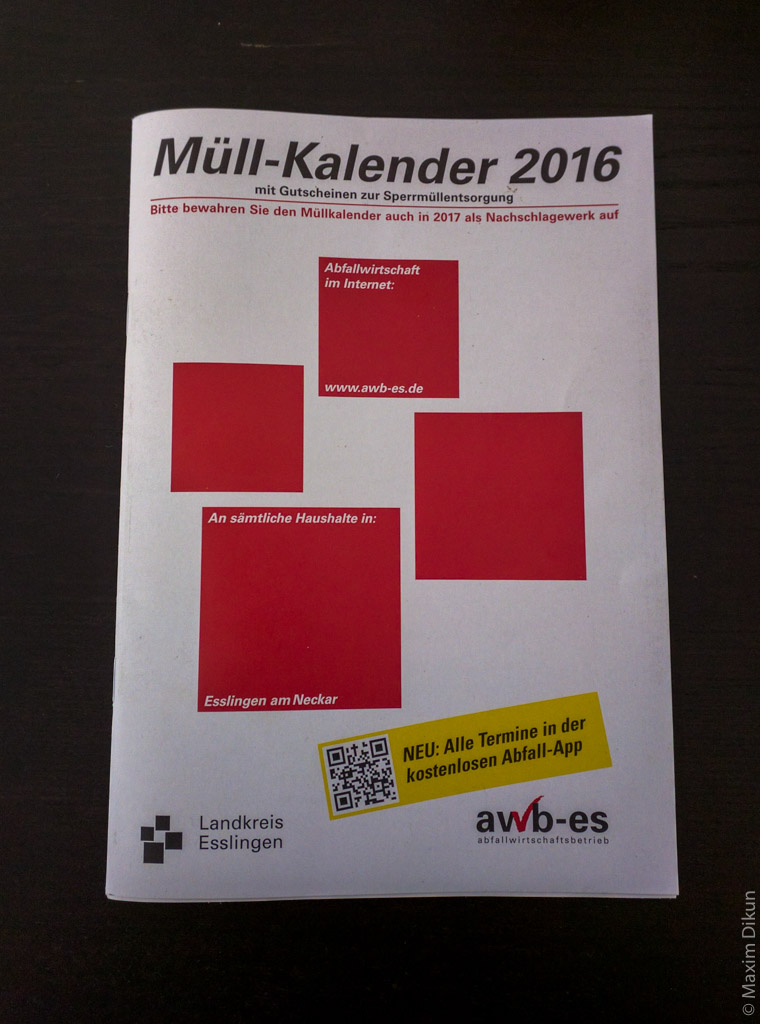 Müll-Kalender 2016
mit Gutscheinen zur Sperrmüllentsorgung
Bitte bewahren Sie den Müllkalender auch in 2017 als Nachschlagewerk auf
Abfallwirtschaft
im Internet:
www.awb-es.de
An sämtliche Haushalte in:
Esslingen am Neckar
NEU: Alle Termine in der
kostenlosen Abfall-App
Landkreis
Esslingen
awb-es
abfallwirtschaftsbetrieb
© Maxim Dikun